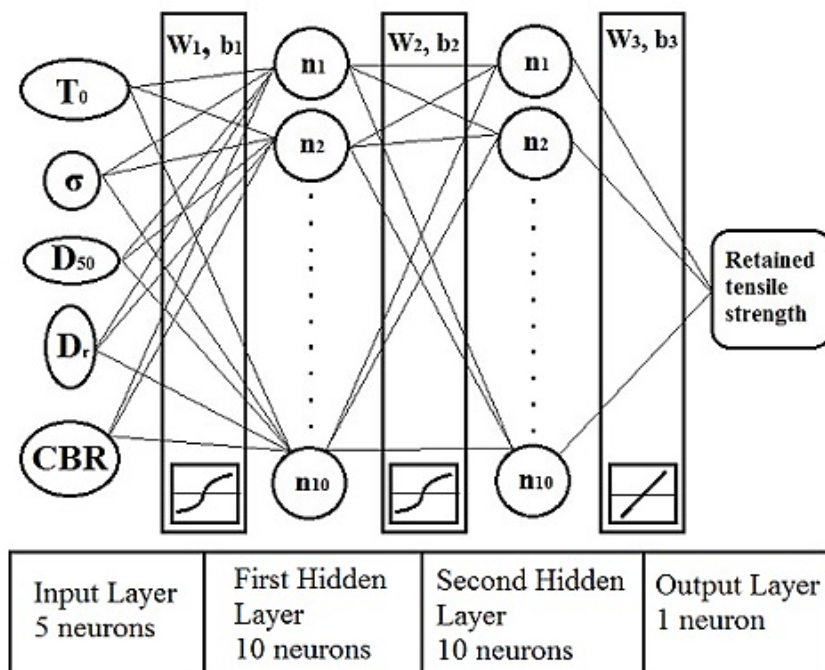 W1, b1
W2, b2
W3, b3
T0
σ
D50
Dr
CBR
n1
n2
n10
n1
n2
n10
Retained
tensile
strength
Input Layer
5 neurons
First Hidden
Layer
10 neurons
Second Hidden
Layer
10 neurons
Output Layer
1 neuron